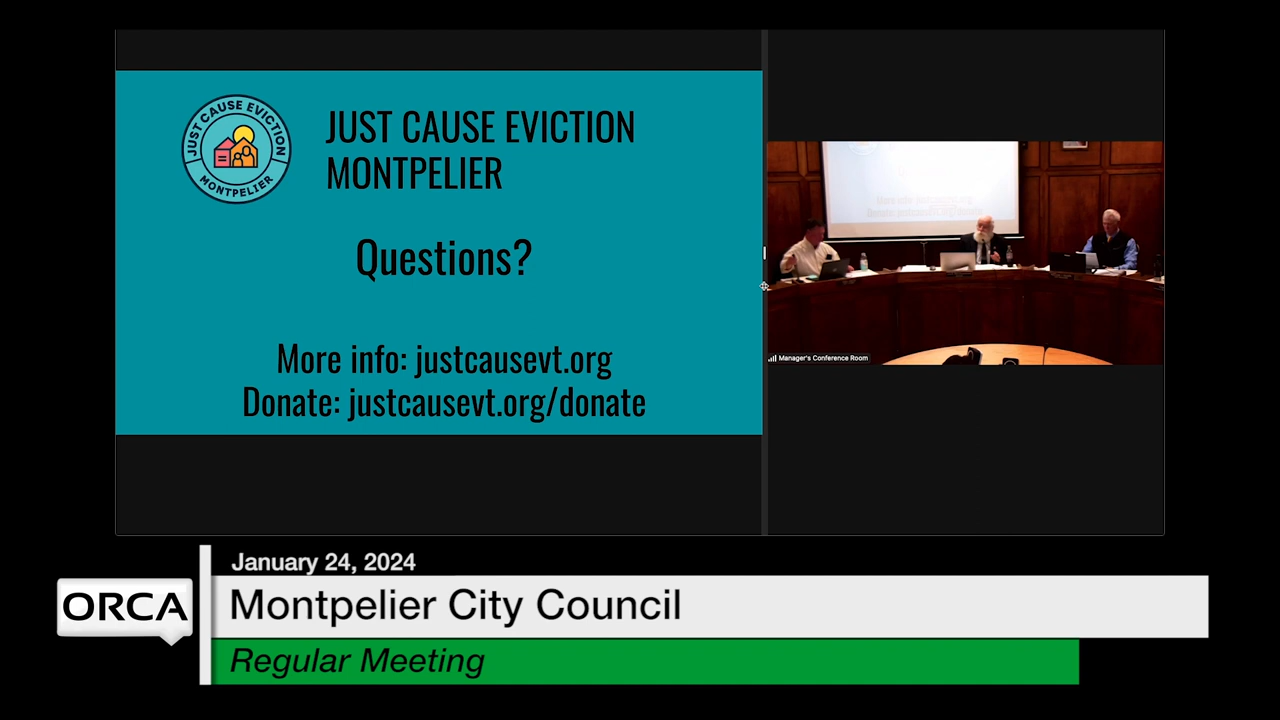 JUST CAUSE EVICTION
MONTPELIER
JUST CAUSE EVICTION
MONTPELIER
Questions?
More info: justcausevt.org
Donate: justcausevt.org/donate
Manager's Conference Room
January 24, 2024
ORCA
Montpelier City Council
Regular Meeting